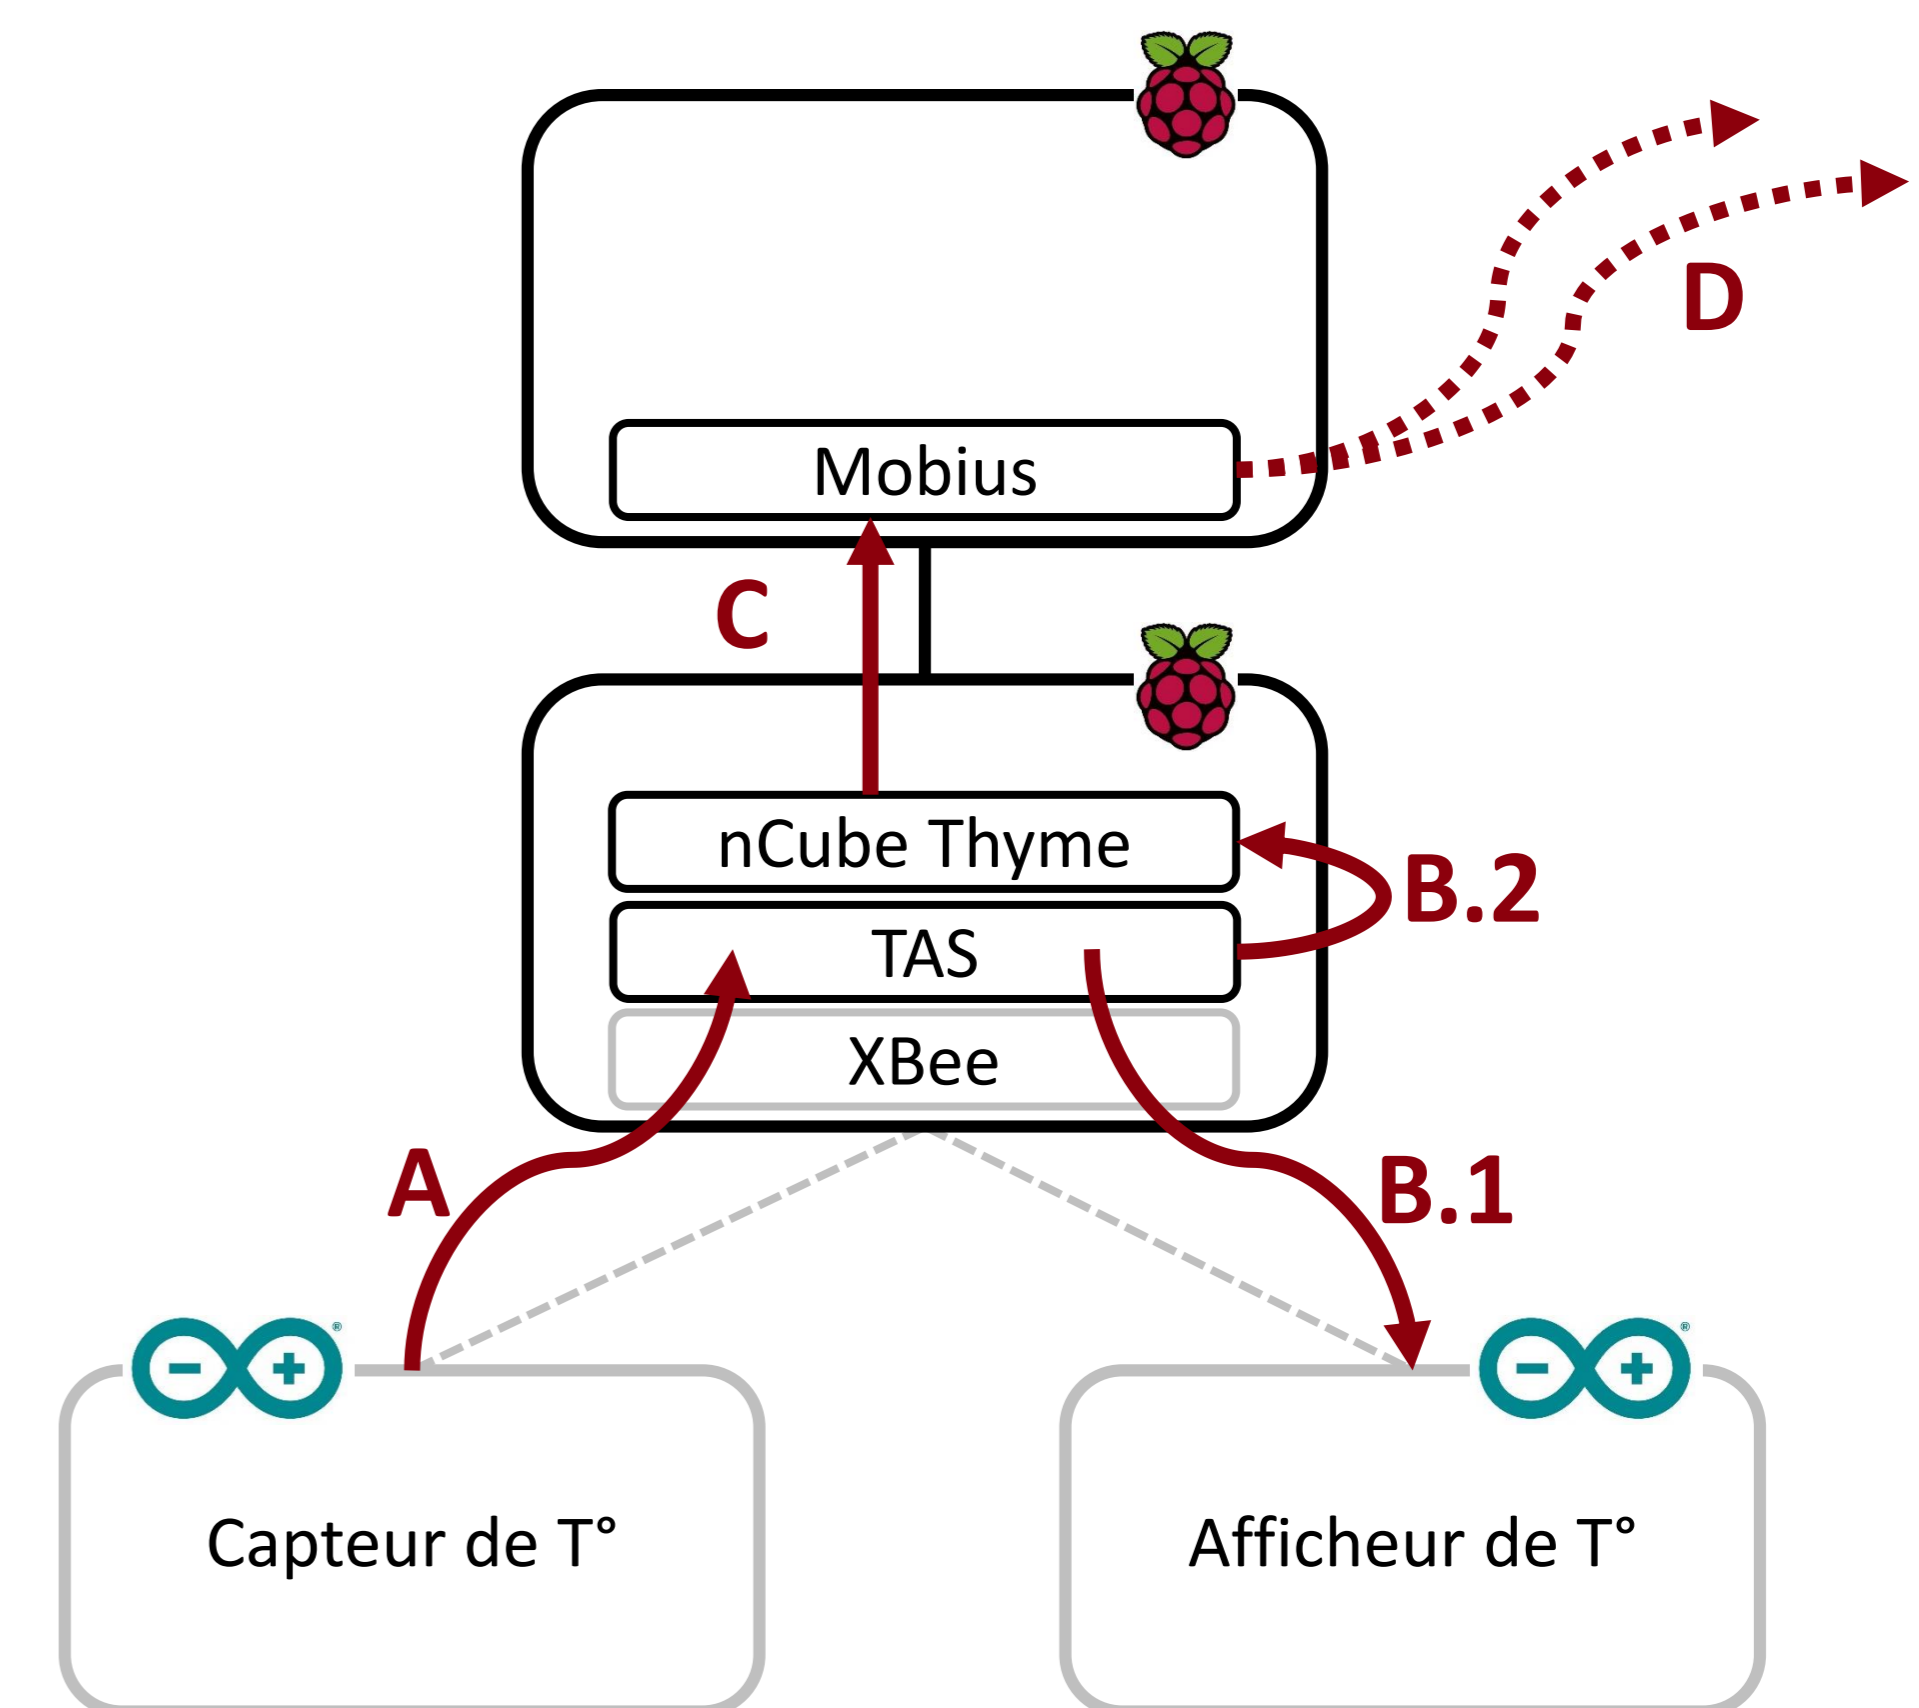 D
Mobius
C
nCube Thyme
B.2
TAS
XBee
A
B.1
®
®
Capteur de T°
Afficheur de T°